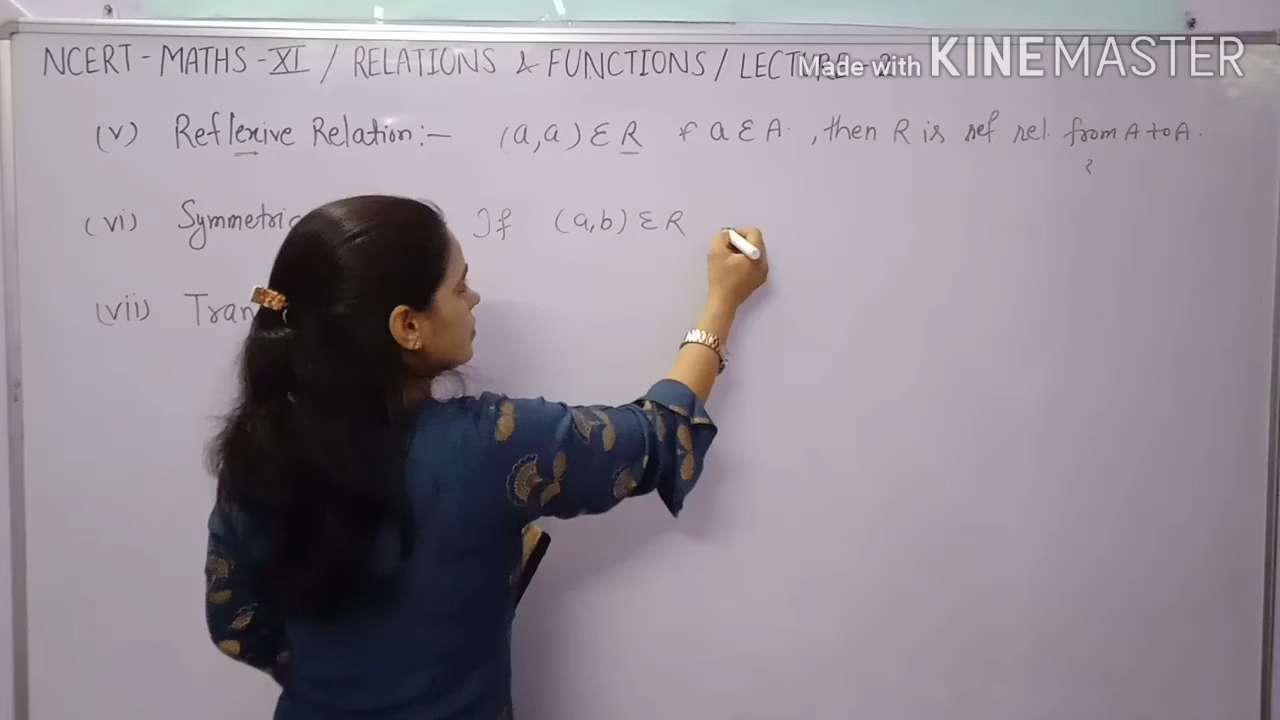 NCERT - MATHS - XI / RELATIONS & FUNCTIONS / LECTURE
Made with KINEMASTER
(v) Reflexive Relation:- (a,a) Ɛ R & a Ɛ A. , then R is ref rel. from A to A.
(vi) Symmetric If (a,b) Ɛ R
(vii) Tran